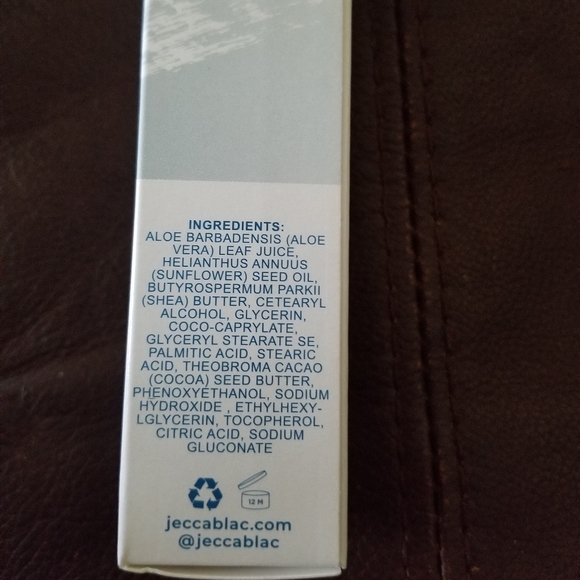 INGREDIENTS:
ALOE BARBADENSIS (ALOE
VERA) LEAF JUICE,
HELIANTHUS ANNUUS
(SUNFLOWER) SEED OIL,
BUTYROSPERMUM PARKII
(SHEA) BUTTER, CETEARYL
ALCOHOL, GLYCERIN,
COCO-CAPRYLATE,
GLYCERYL STEARATE SE,
PALMITIC ACID, STEARIC
ACID, THEOBROMA CACAO
(COCOA) SEED BUTTER,
PHENOXYETHANOL, SODIUM
HYDROXIDE , ETHYLHEXY-
LGLYCERIN, TOCOPHEROL,
CITRIC ACID, SODIUM
GLUCONATE
12 M
jeccablac.com
@jeccablac